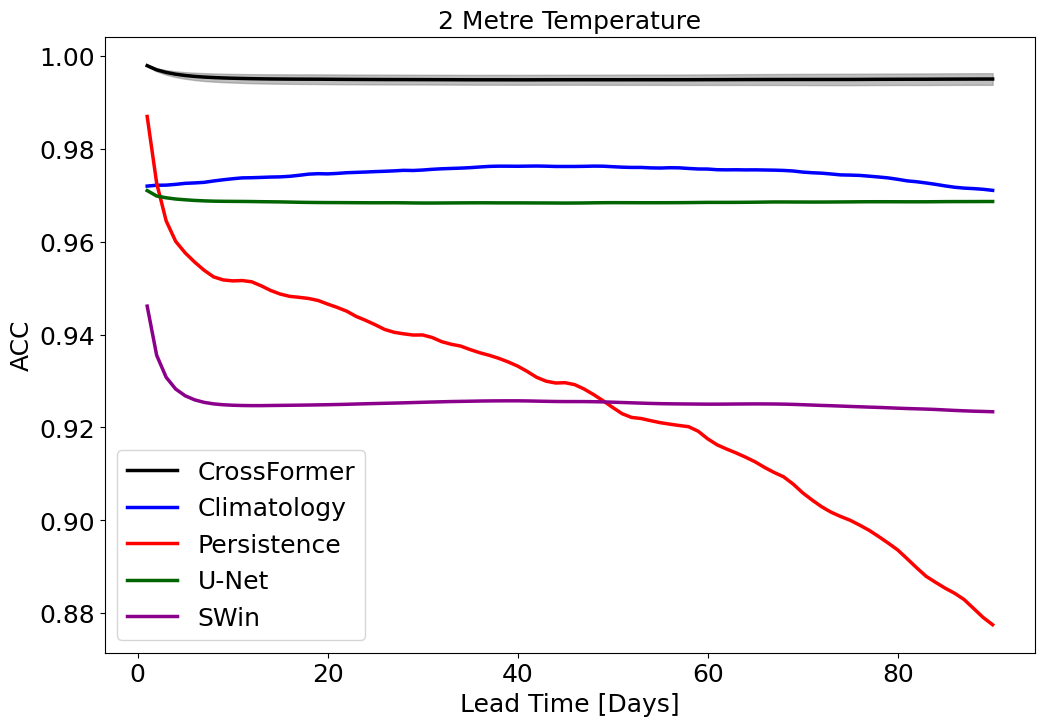 2 Metre Temperature
ACC
1.00
0.98
0.96
0.94
0.92
0.90
0.88
CrossFormer
Climatology
Persistence
U-Net
SWin
0 20 40 60 80
Lead Time [Days]